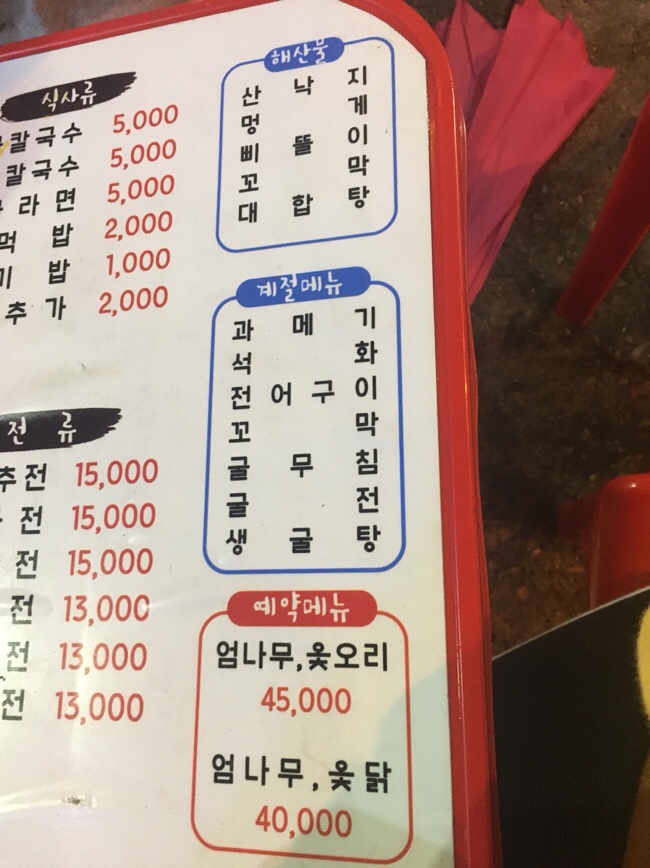 식사류
칼국수 5,000
칼국수 5,000
라면 5,000
먹밥 2,000
밥 1,000
추가 2,000
전류
추전 15,000
전 15,000
전 15,000
전 13,000
전 13,000
전 13,000
해산물
산낙지
멍게
삐뚤이
꼬막
대합탕
계절메뉴
과메기
석화
전어구이
꼬막
굴무침
굴전
생굴탕
예약메뉴
엄나무,옻오리
45,000
엄나무,옻닭
40,000